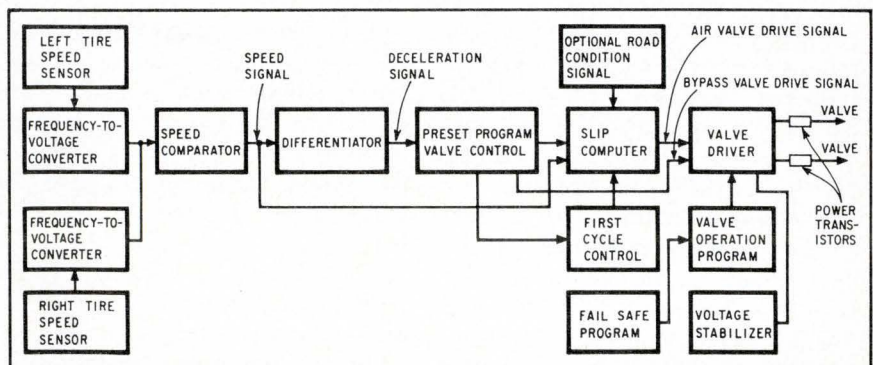 LEFT TIRE
SPEED
SENSOR
FREQUENCY-TO-
VOLTAGE
CONVERTER
FREQUENCY-TO-
VOLTAGE
CONVERTER
RIGHT TIRE
SPEED
SENSOR
SPEED
COMPARATOR
SPEED
SIGNAL
DIFFERENTIATOR
DECELERATION
SIGNAL
PRESET PROGRAM
VALVE CONTROL
OPTIONAL ROAD
CONDITION
SIGNAL
SLIP
COMPUTER
FIRST
CYCLE
CONTROL
FAIL SAFE
PROGRAM
AIR VALVE DRIVE SIGNAL
BYPASS VALVE DRIVE SIGNAL
VALVE
DRIVER
VALVE
OPERATION
PROGRAM
VOLTAGE
STABILIZER
VALVE
VALVE
POWER
TRANS-
ISTORS